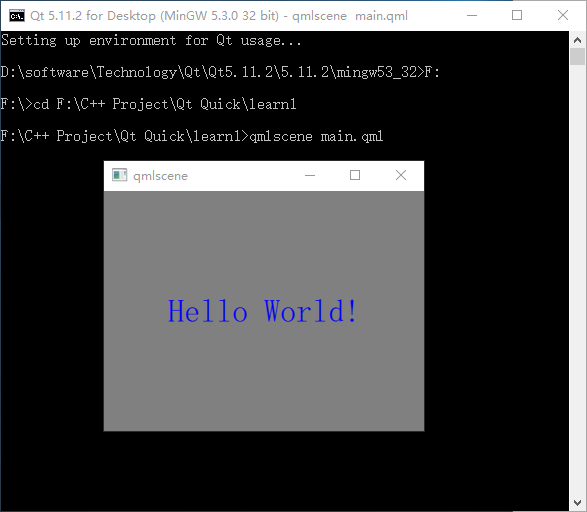 Qt 5.11.2 for Desktop (MinGW 5.3.0 32 bit) - qmlscene  main.qml
Setting up environment for Qt usage...
D:\software\Technology\Qt\Qt5.11.2\5.11.2\mingw53_32>F:
F:\>cd F:\C++ Project\Qt Quick\learn1
F:\C++ Project\Qt Quick\learn1>qmlscene main.qml
qmlscene
Hello World!